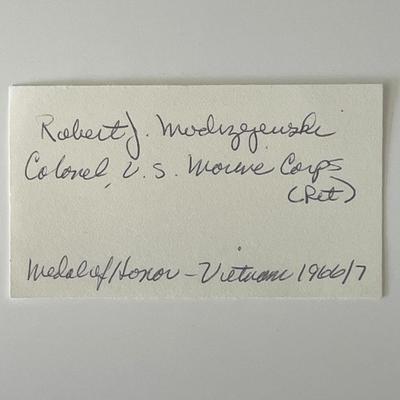 Robert J. Modrzejewski
Colonel, U.S. Marine Corps
(Ret)
Medal of Honor - Vietnam 1966/7